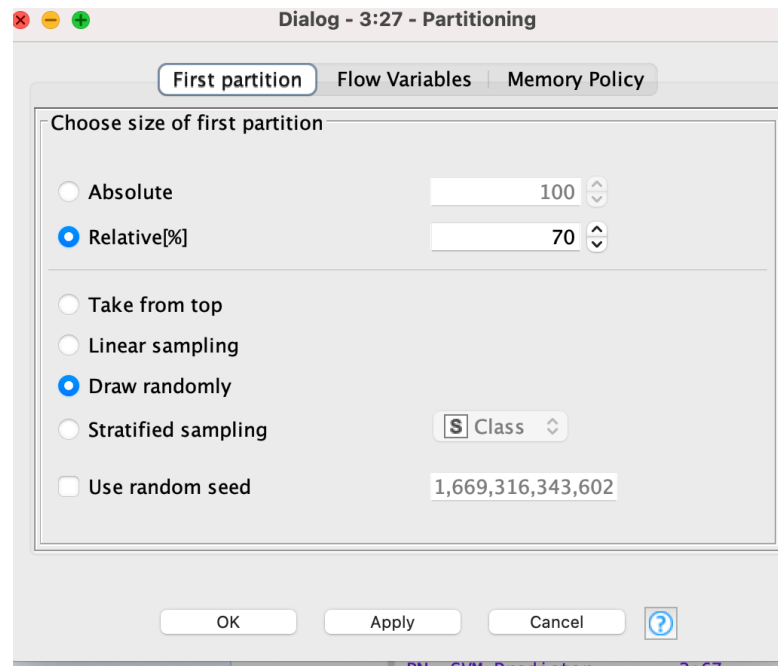 Dialog - 3:27 - Partitioning
First partition Flow Variables Memory Policy
Choose size of first partition
Absolute 100
Relative[%] 70
Take from top
Linear sampling
Draw randomly
Stratified sampling S Class
Use random seed 1,669,316,343,602
OK Apply Cancel ?